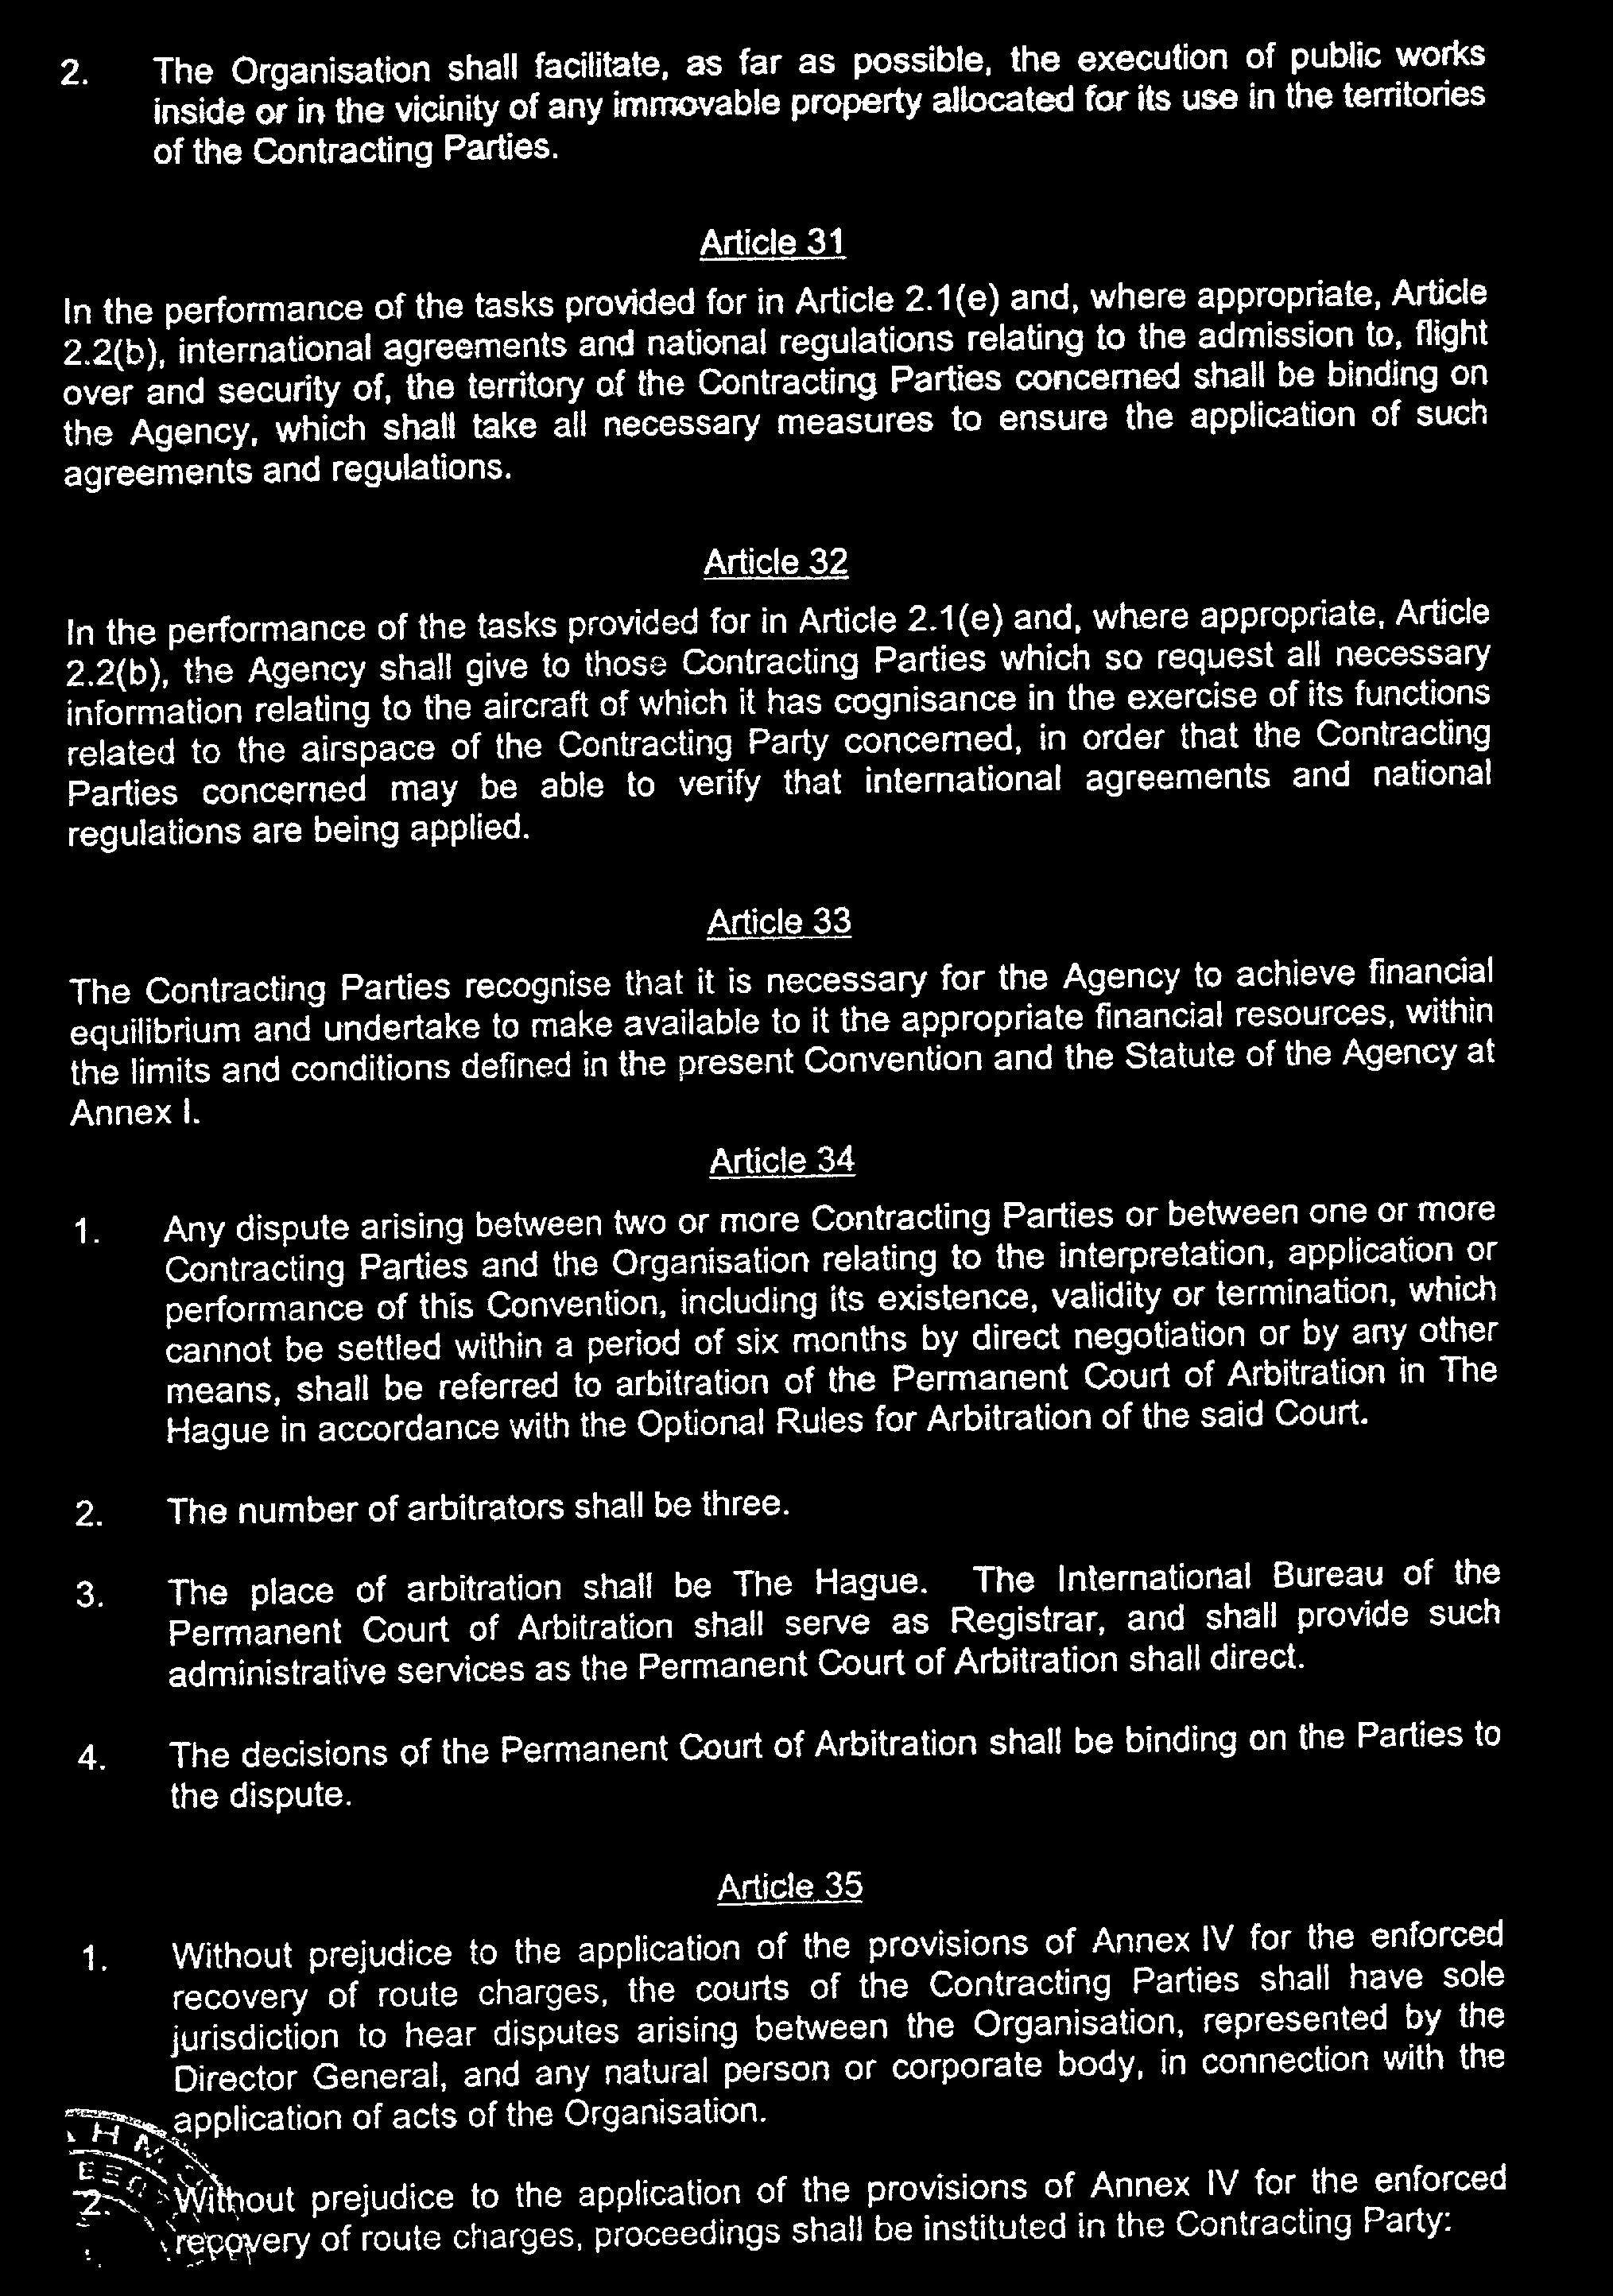 2. The Organisation shall facilitate, as far as possible, the execution of public works
inside or in the vicinity of any immovable property allocated for its use in the territories
of the Contracting Parties.
Article 31
In the performance of the tasks provided for in Article 2.1(e) and, where appropriate, Article
2.2(b), international agreements and national regulations relating to the admission to, flight
over and security of, the territory of the Contracting Parties concerned shall be binding on
the Agency, which shall take all necessary measures to ensure the application of such
agreements and regulations.
Article 32
In the performance of the tasks provided for in Article 2.1(e) and, where appropriate, Article
2.2(b), the Agency shall give to those Contracting Parties which so request all necessary
information relating to the aircraft of which it has cognisance in the exercise of its functions
related to the airspace of the Contracting Party concerned, in order that the Contracting
Parties concerned may be able to verify that international agreements and national
regulations are being applied.
Article 33
The Contracting Parties recognise that it is necessary for the Agency to achieve financial
equilibrium and undertake to make available to it the appropriate financial resources, within
the limits and conditions defined in the present Convention and the Statute of the Agency at
Annex I.
Article 34
1. Any dispute arising between two or more Contracting Parties or between one or more
Contracting Parties and the Organisation relating to the interpretation, application or
performance of this Convention, including its existence, validity or termination, which
cannot be settled within a period of six months by direct negotiation or by any other
means, shall be referred to arbitration of the Permanent Court of Arbitration in The
Hague in accordance with the Optional Rules for Arbitration of the said Court.
2. The number of arbitrators shall be three.
3. The place of arbitration shall be The Hague. The International Bureau of the
Permanent Court of Arbitration shall serve as Registrar, and shall provide such
administrative services as the Permanent Court of Arbitration shall direct.
4. The decisions of the Permanent Court of Arbitration shall be binding on the Parties to
the dispute.
Article 35
1. Without prejudice to the application of the provisions of Annex IV for the enforced
recovery of route charges, the courts of the Contracting Parties shall have sole
jurisdiction to hear disputes arising between the Organisation, represented by the
Director General, and any natural person or corporate body, in connection with the
application of acts of the Organisation.
2. Without prejudice to the application of the provisions of Annex IV for the enforced
recovery of route charges, proceedings shall be instituted in the Contracting Party: